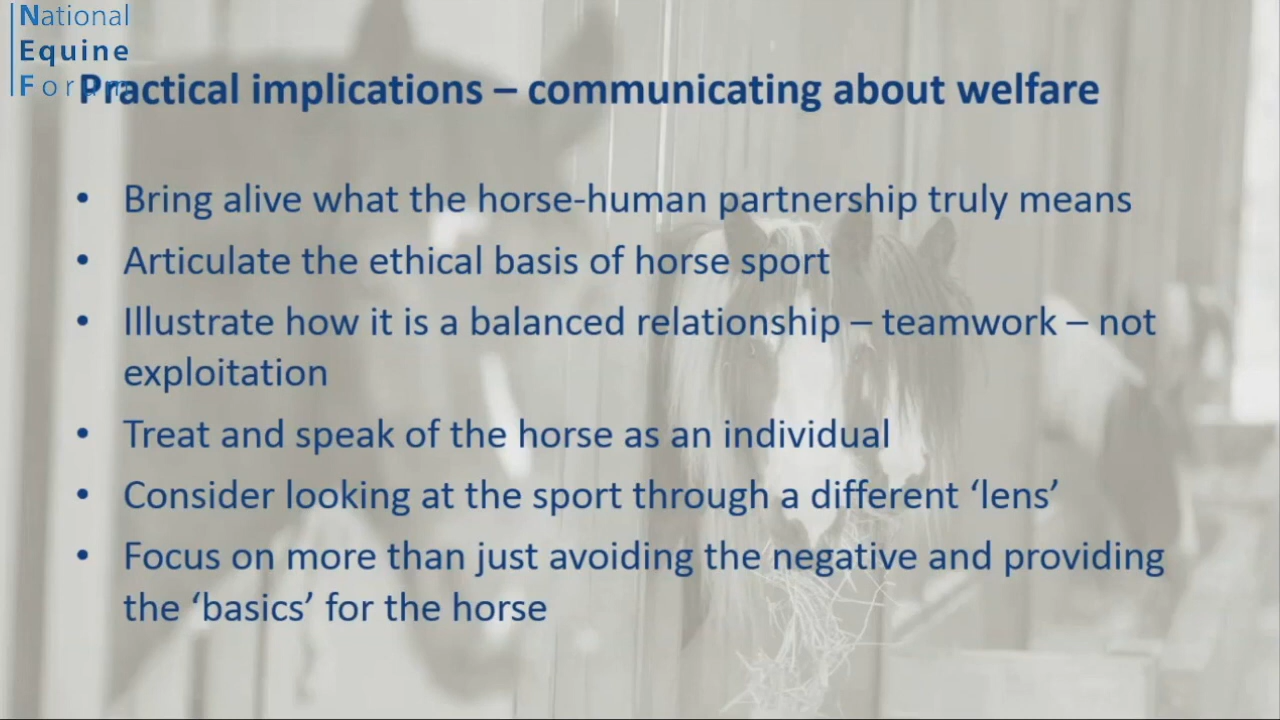 National
Equine
Forum
Practical implications – communicating about welfare
• Bring alive what the horse-human partnership truly means
• Articulate the ethical basis of horse sport
• Illustrate how it is a balanced relationship – teamwork – not
exploitation
• Treat and speak of the horse as an individual
• Consider looking at the sport through a different ‘lens’
• Focus on more than just avoiding the negative and providing
the ‘basics’ for the horse